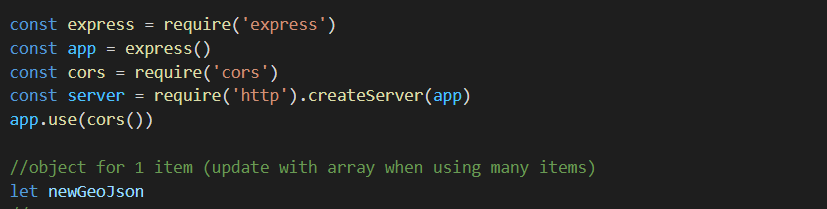 const express = require('express')
const app = express()
const cors = require('cors')
const server = require('http').createServer(app)
app.use(cors())
//object for 1 item (update with array when using many items)
let newGeoJson